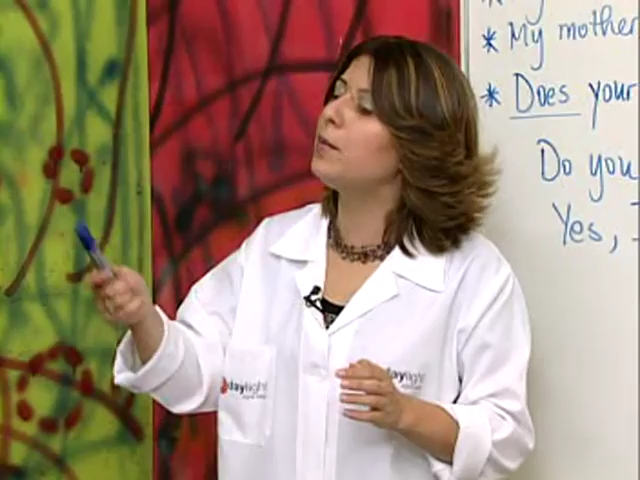 * My mother
* Does your
Do you
Yes,
daylight
daylight